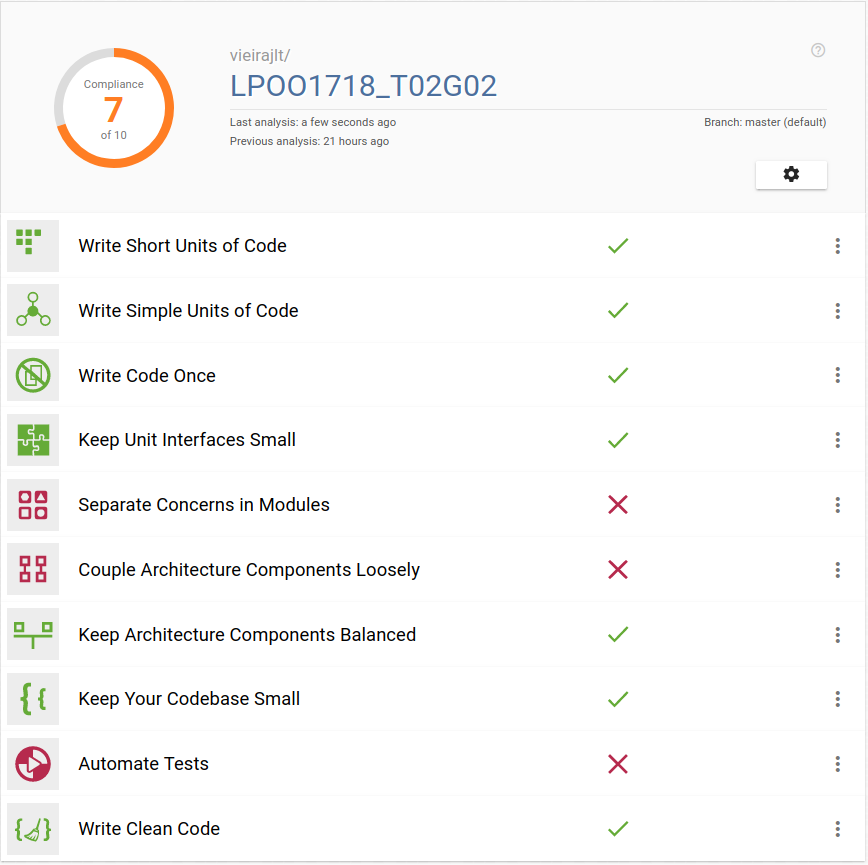 Compliance
7
of 10
vieirajlt/
LPOO1718_T02G02
Last analysis: a few seconds ago
Branch: master (default)
Previous analysis: 21 hours ago
Write Short Units of Code
Write Simple Units of Code
Write Code Once
Keep Unit Interfaces Small
Separate Concerns in Modules
Couple Architecture Components Loosely
Keep Architecture Components Balanced
Keep Your Codebase Small
Automate Tests
Write Clean Code